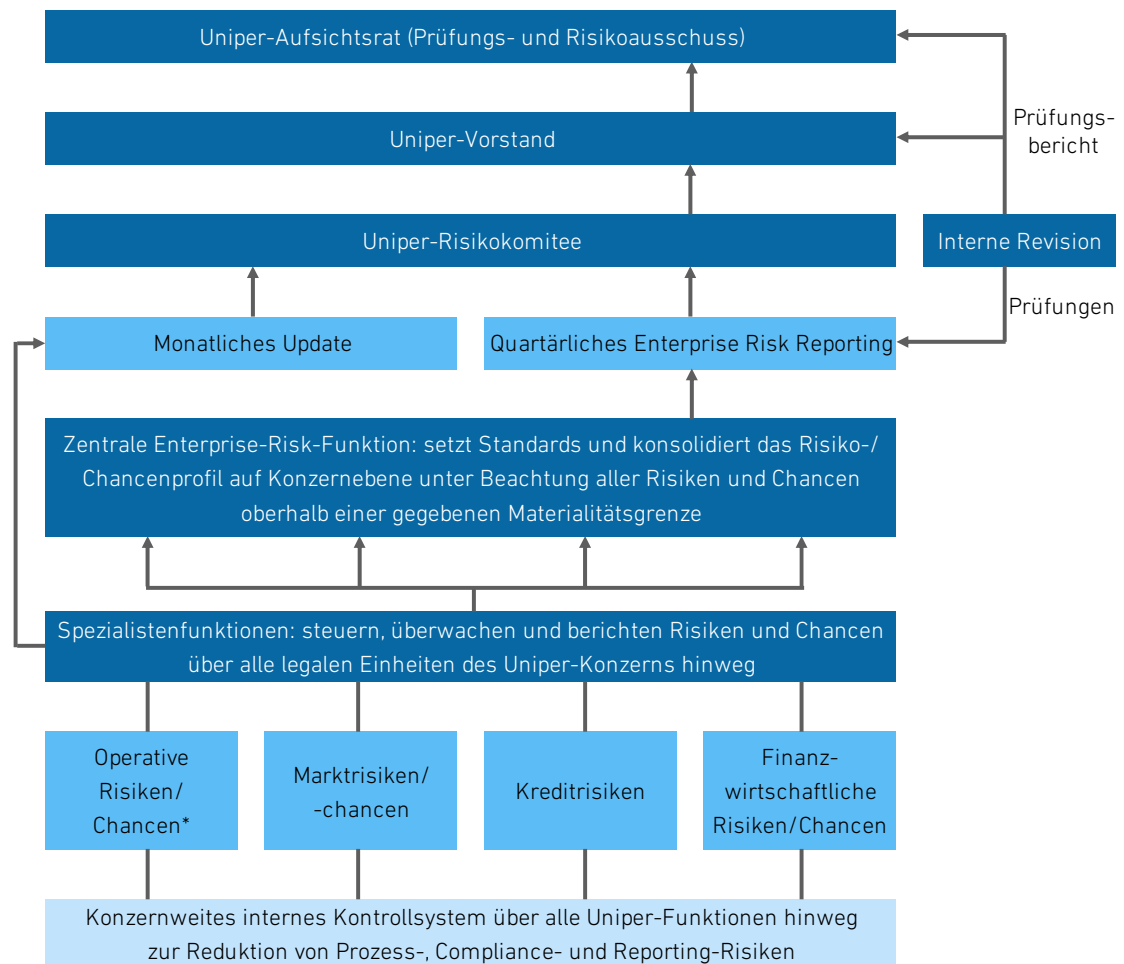 Uniper-Aufsichtsrat (Prüfungs- und Risikoausschuss)
Prüfungs-
bericht
Uniper-Vorstand
Uniper-Risikokomitee
Interne Revision
Prüfungen
Monatliches Update
Quartärliches Enterprise Risk Reporting
Zentrale Enterprise-Risk-Funktion: setzt Standards und konsolidiert das Risiko-/
Chancenprofil auf Konzernebene unter Beachtung aller Risiken und Chancen
oberhalb einer gegebenen Materialitätsgrenze
Spezialistenfunktionen: steuern, überwachen und berichten Risiken und Chancen
über alle legalen Einheiten des Uniper-Konzerns hinweg
Operative
Risiken/
Chancen*
Marktrisiken/
-chancen
Kreditrisiken
Finanz-
wirtschaftliche
Risiken/Chancen
Konzernweites internes Kontrollsystem über alle Uniper-Funktionen hinweg
zur Reduktion von Prozess-, Compliance- und Reporting-Risiken